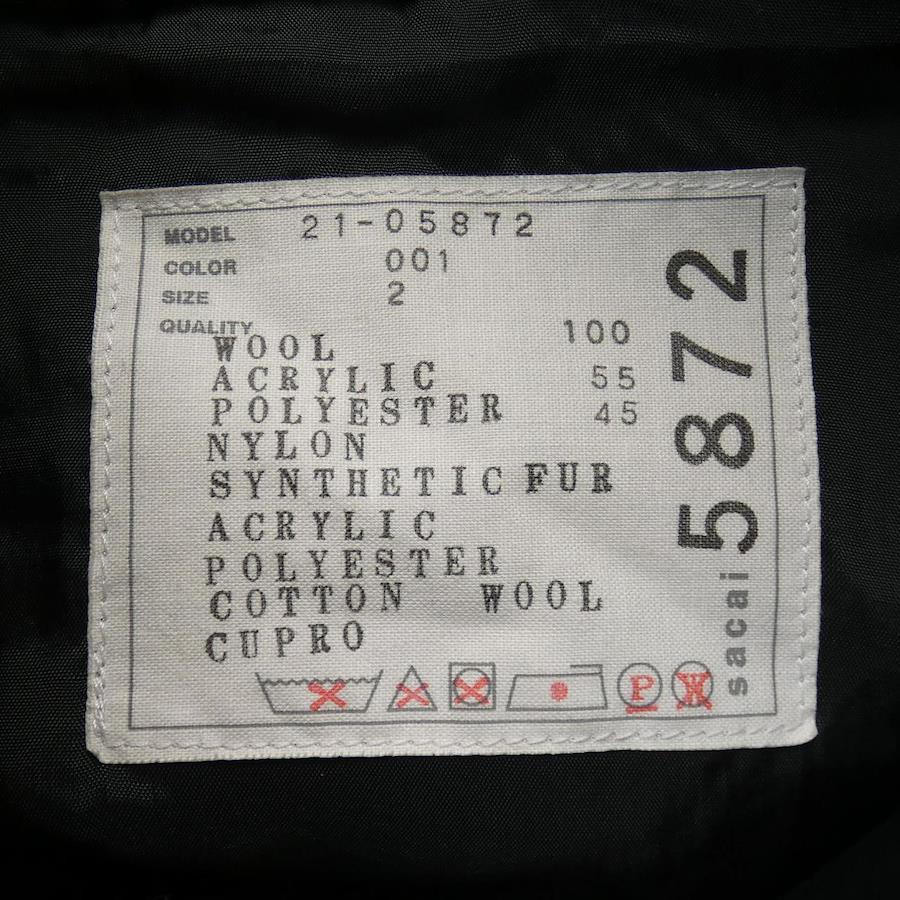 MODEL 21-05872
COLOR 001
SIZE 2
QUALITY
WOOL 100
ACRYLIC 55
POLYESTER 45
NYLON
SYNTHETIC FUR
ACRYLIC
POLYESTER
COTTON WOOL
CUPRO
P W
sacai 5872